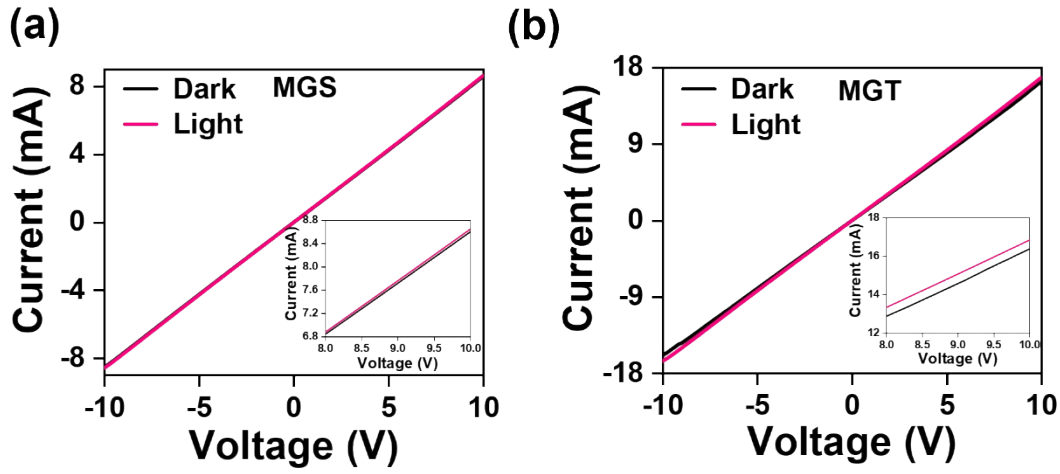 (a)
Current (mA)
8
4
0
-4
-8
Dark MGS
Light
Current (mA)
8.8
8.4
8.0
7.6
7.2
6.8
8.0 8.5 9.0 9.5 10.0
Voltage (V)
-10 -5 0 5 10
Voltage (V)
(b)
Current (mA)
18
9
0
-9
-18
Dark MGT
Light
Current (mA)
18
16
14
12
8.0 8.5 9.0 9.5 10.0
Voltage (V)
-10 -5 0 5 10
Voltage (V)